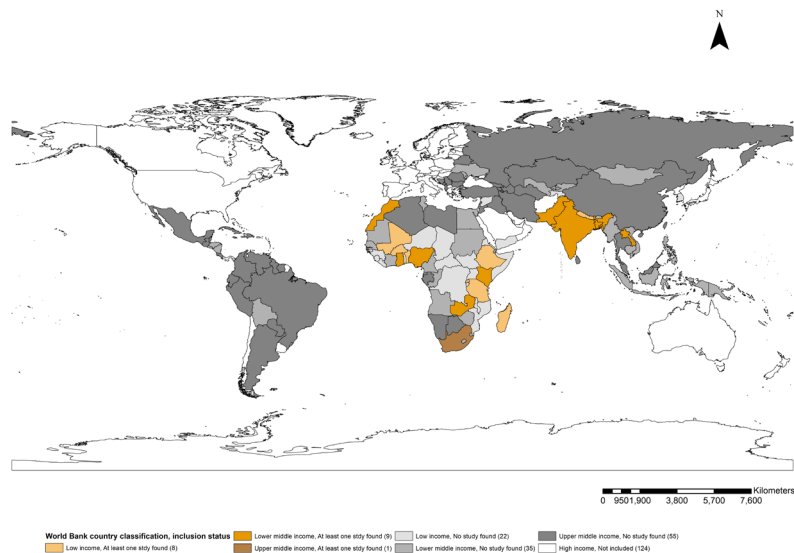 N
Kilometers
0 950 1,900 3,800 5,700 7,600
World Bank country classification, inclusion status
Low income, At least one stdy found (8)
Lower middle income, At least one stdy found (9)
Upper middle income, At least one stdy found (1)
Low income, No study found (22)
Lower middle income, No study found (35)
Upper middle income, No study found (55)
High income, Not included (124)